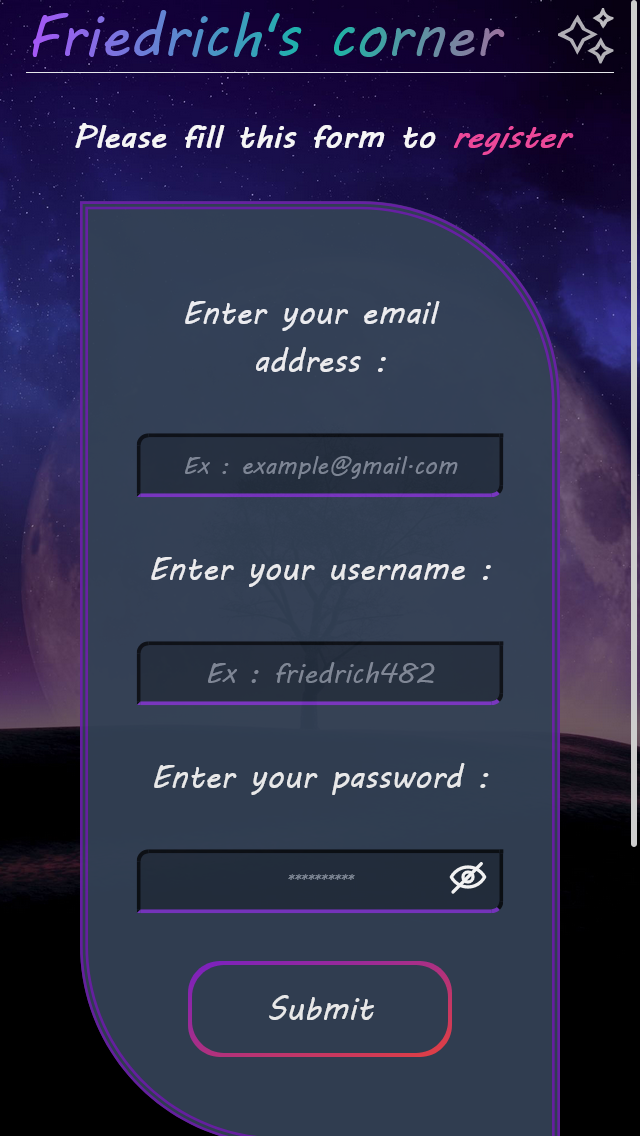 Friedrich's corner
Please fill this form to register
Enter your email
address :
Ex : example@gmail.com
Enter your username :
Ex : friedrich482
Enter your password :
**********
Submit